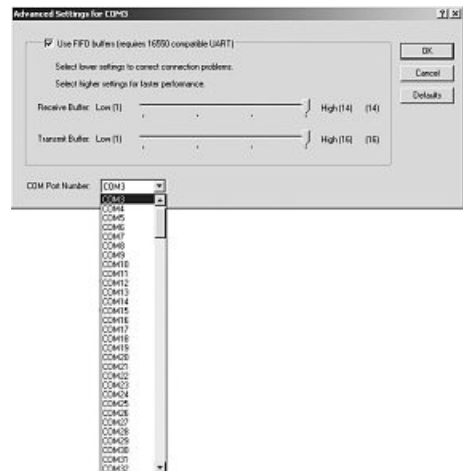 Advanced Settings for COM3
Use FIFO buffers (requires 16550 compatible UART)
OK
Select lower settings to correct connection problems.
Cancel
Select higher settings for faster performance.
Defaults
Receive Buffer: Low (1) High (14) (14)
Transmit Buffer: Low (1) High (16) (16)
COM Port Number: COM3
COM3
COM4
COM5
COM6
COM7
COM8
COM9
COM10
COM11
COM12
COM13
COM14
COM15
COM16
COM17
COM18
COM19
COM20
COM21
COM22
COM23
COM24
COM25
COM26
COM27
COM28
COM29
COM30
COM31
COM32